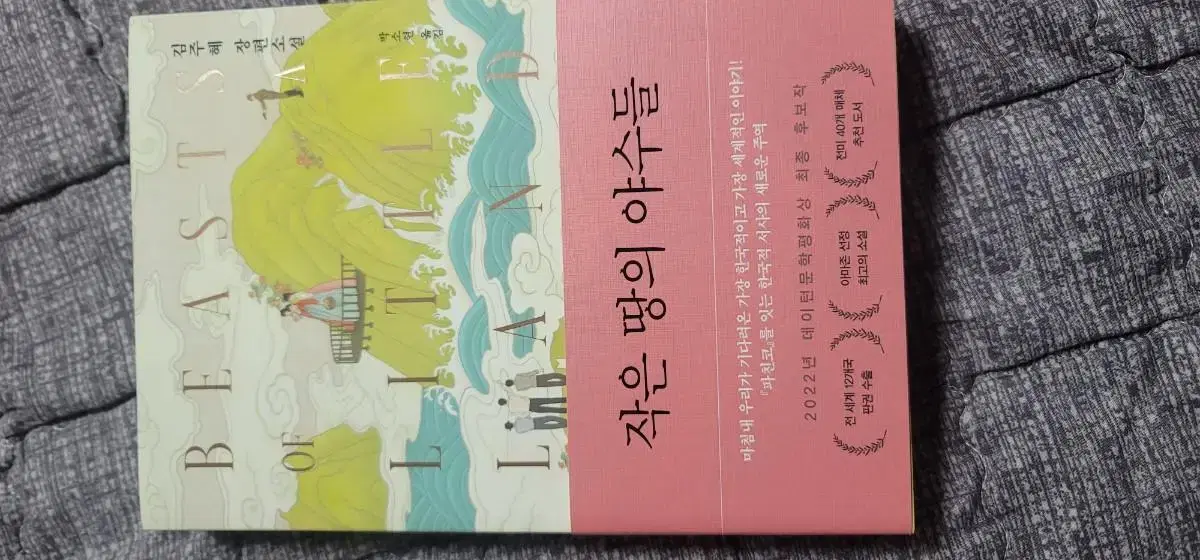 김주혜 장편소설
박소현 옮김
BEASTS
OF
LITTLE
LAND
작은 땅의 야수들
마침내 우리가 기다려온 가장 한국적이고 가장 세계적인 이야기!
『파친코』를 잇는 한국적 서사의 새로운 주역
2022년 데이턴문학평화상 최종 후보작
전 세계 12개국
판권 수출
아마존 선정
최고의 소설
전미 40개 매체
추천 도서